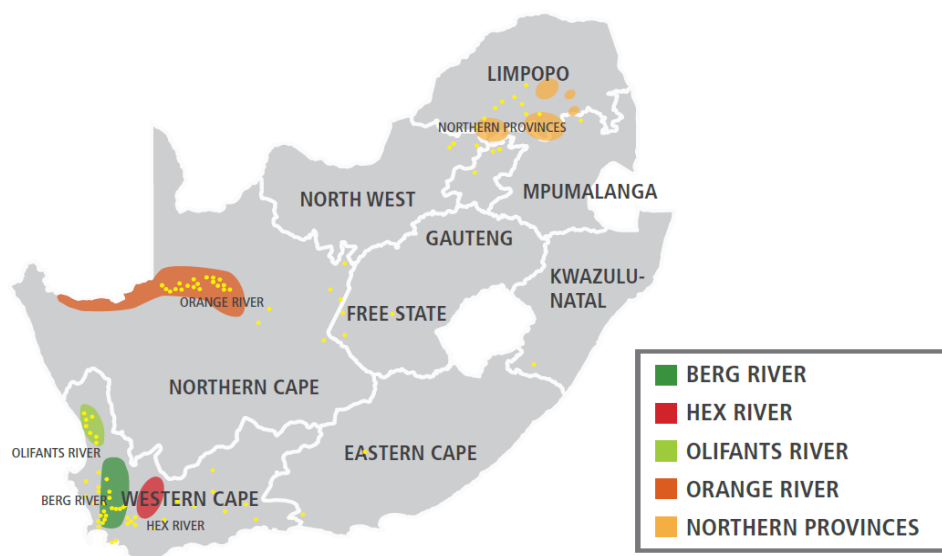 LIMPOPO
NORTHERN PROVINCES
MPUMALANGA
NORTH WEST
GAUTENG
KWAZULU-
NATAL
ORANGE RIVER
FREE STATE
NORTHERN CAPE
OLIFANTS RIVER
EASTERN CAPE
BERG RIVER
WESTERN CAPE
HEX RIVER
BERG RIVER
HEX RIVER
OLIFANTS RIVER
ORANGE RIVER
NORTHERN PROVINCES